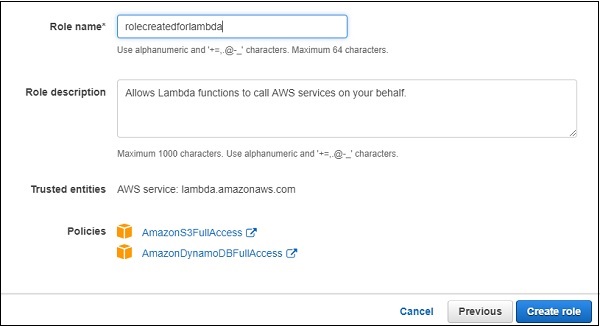 Role name* rolecreatedforlambda
Use alphanumeric and '+=,.@-_' characters. Maximum 64 characters.
Role description Allows Lambda functions to call AWS services on your behalf.
Maximum 1000 characters. Use alphanumeric and '+=,.@-_' characters.
Trusted entities AWS service: lambda.amazonaws.com
Policies AmazonS3FullAccess
AmazonDynamoDBFullAccess
Cancel Previous Create role